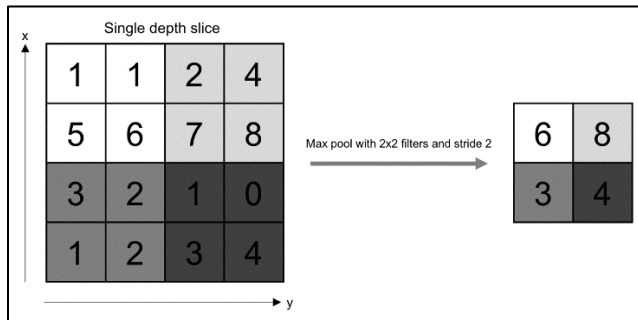 Single depth slice
x
1 1 2 4
5 6 7 8
3 2 1 0
1 2 3 4
y
Max pool with 2x2 filters and stride 2
6 8
3 4